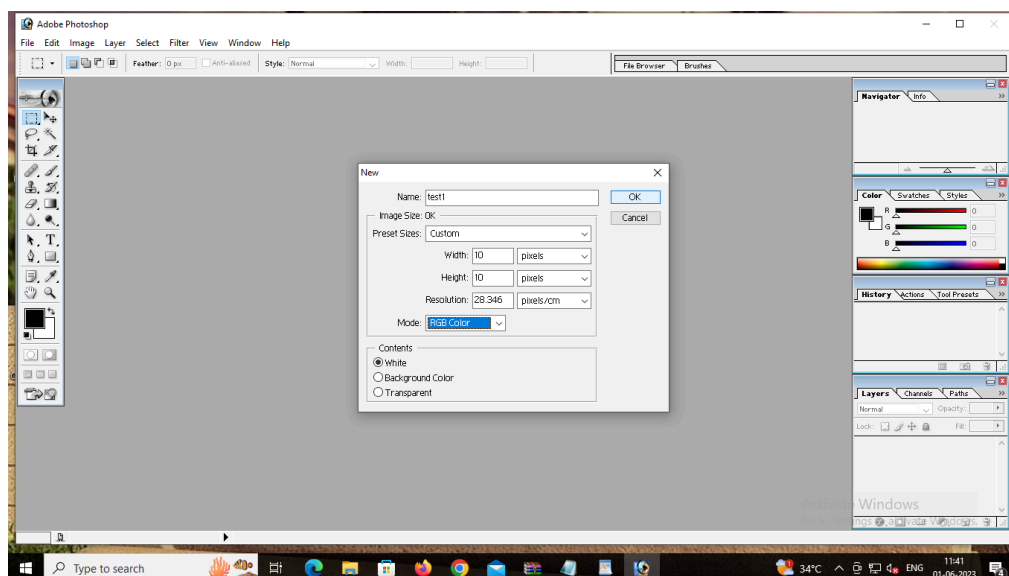 Adobe Photoshop
File Edit Image Layer Select Filter View Window Help
Feather: 0 px Anti-aliased Style: Normal Width: Height: File Browser Brushes
Navigator Info
New
Name: test1 OK
Image Size: OK Cancel
Preset Sizes: Custom
Width: 10 pixels
Height: 10 pixels
Resolution: 28.346 pixels/cm
Mode: RGB Color
Contents
White
Background Color
Transparent
Color Swatches Styles
R 0
G 0
B 0
History Actions Tool Presets
Layers Channels Paths
Normal Opacity:
Lock: Fill:
T
Activate Windows
Type to search
34°C ENG 11:41
01-06-2023